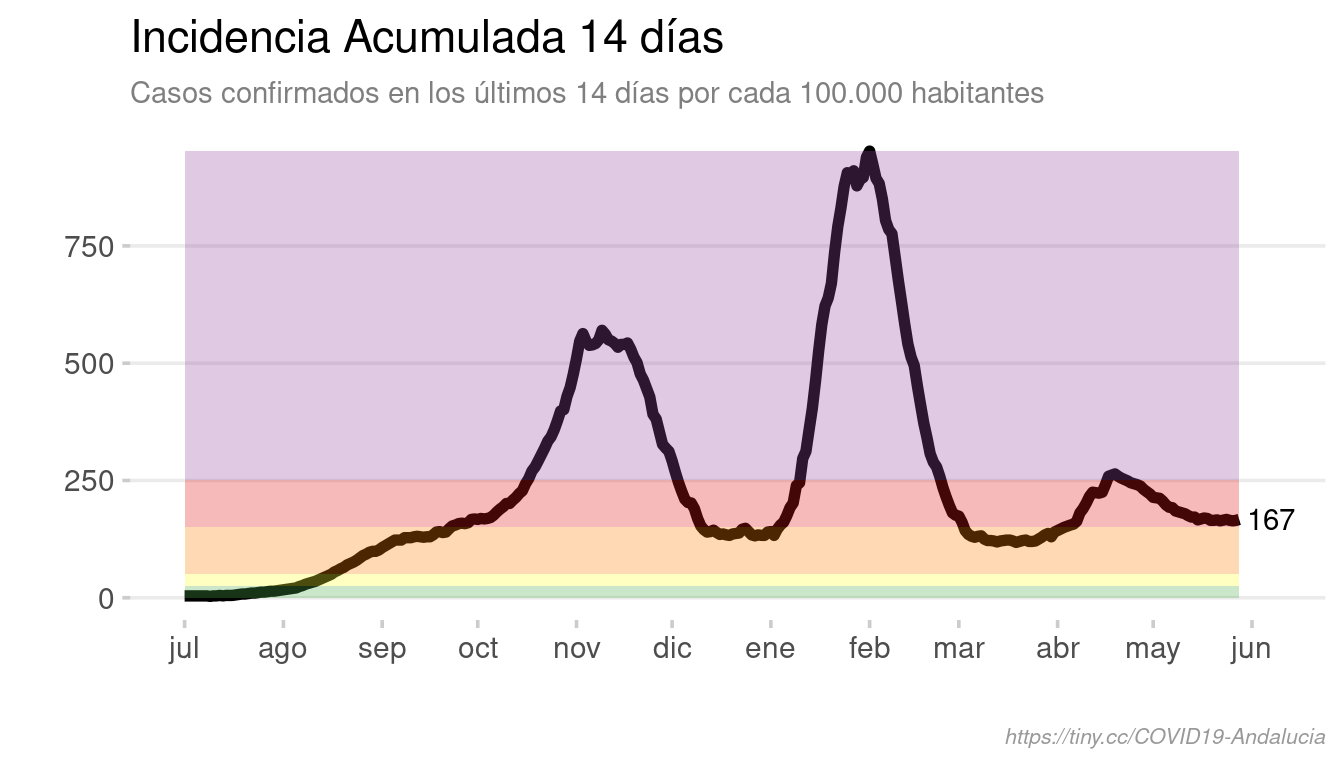 Incidencia Acumulada 14 días
Casos confirmados en los últimos 14 días por cada 100.000 habitantes
750
500
250
167
0
jul ago sep oct nov dic ene feb mar abr may jun
https://tiny.cc/COVID19-Andalucia